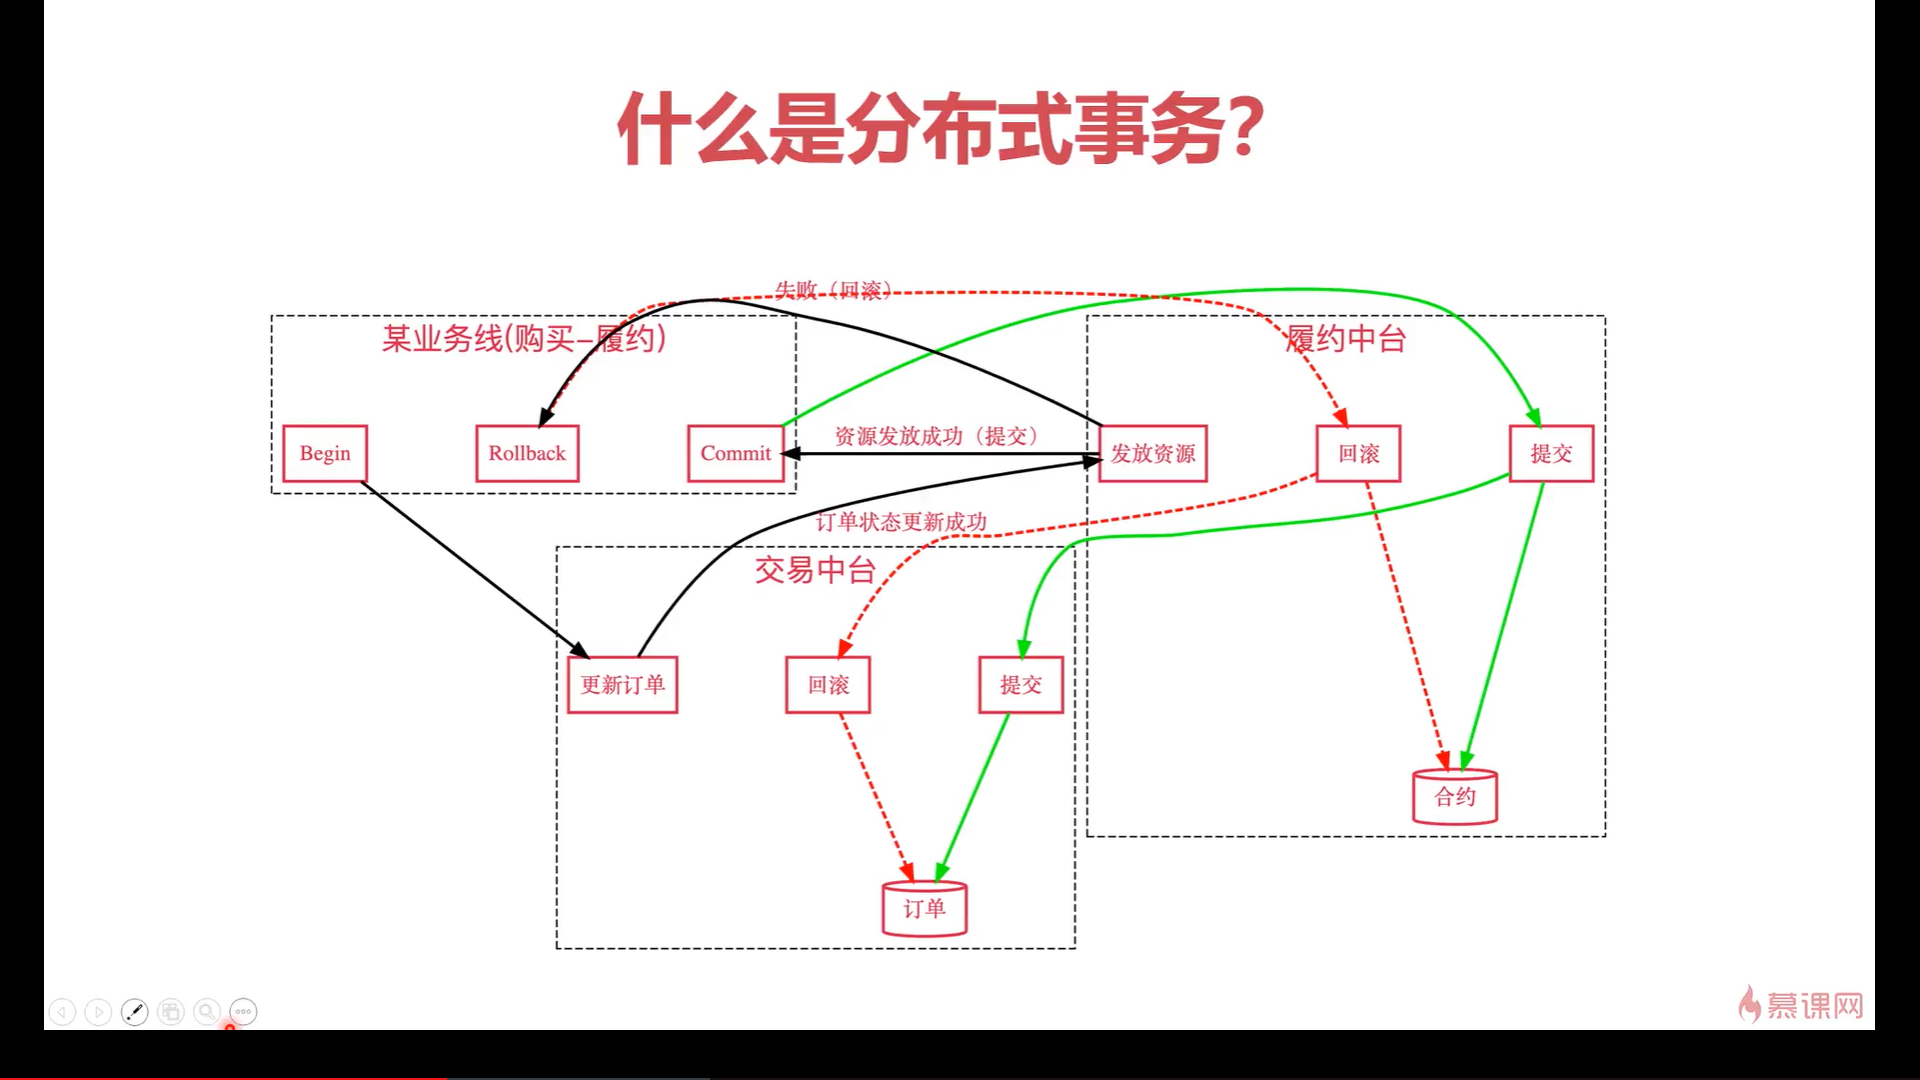 什么是分布式事务？
失败（回滚）
某业务线(购买-履约)
履约中台
Begin
Rollback
Commit
资源发放成功（提交）
发放资源
回滚
提交
订单状态更新成功
交易中台
更新订单
回滚
提交
合约
订单
慕课网